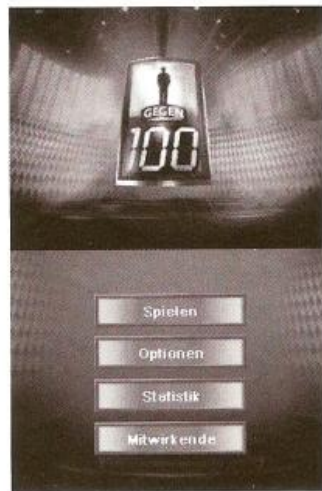 GEGEN
100
Spielen
Optionen
Statistik
Mitwirkende